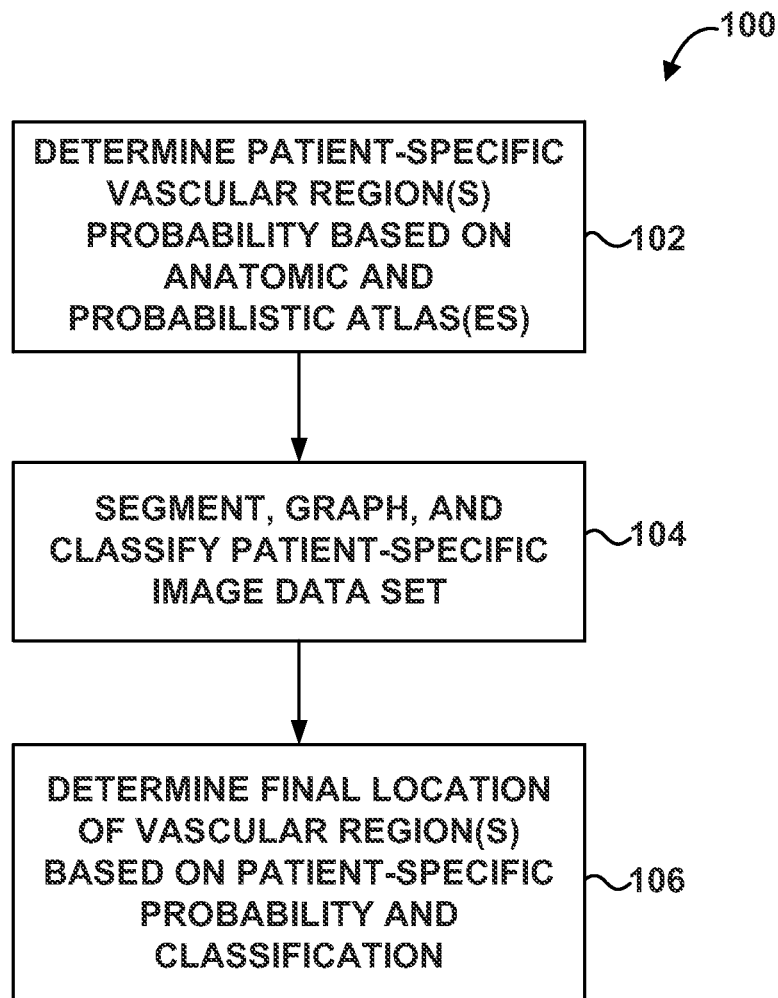 100
DETERMINE PATIENT-SPECIFIC
VASCULAR REGION(S)
PROBABILITY BASED ON
ANATOMIC AND
PROBABILISTIC ATLAS(ES)
102
SEGMENT, GRAPH, AND
CLASSIFY PATIENT-SPECIFIC
IMAGE DATA SET
104
DETERMINE FINAL LOCATION
OF VASCULAR REGION(S)
BASED ON PATIENT-SPECIFIC
PROBABILITY AND
CLASSIFICATION
106